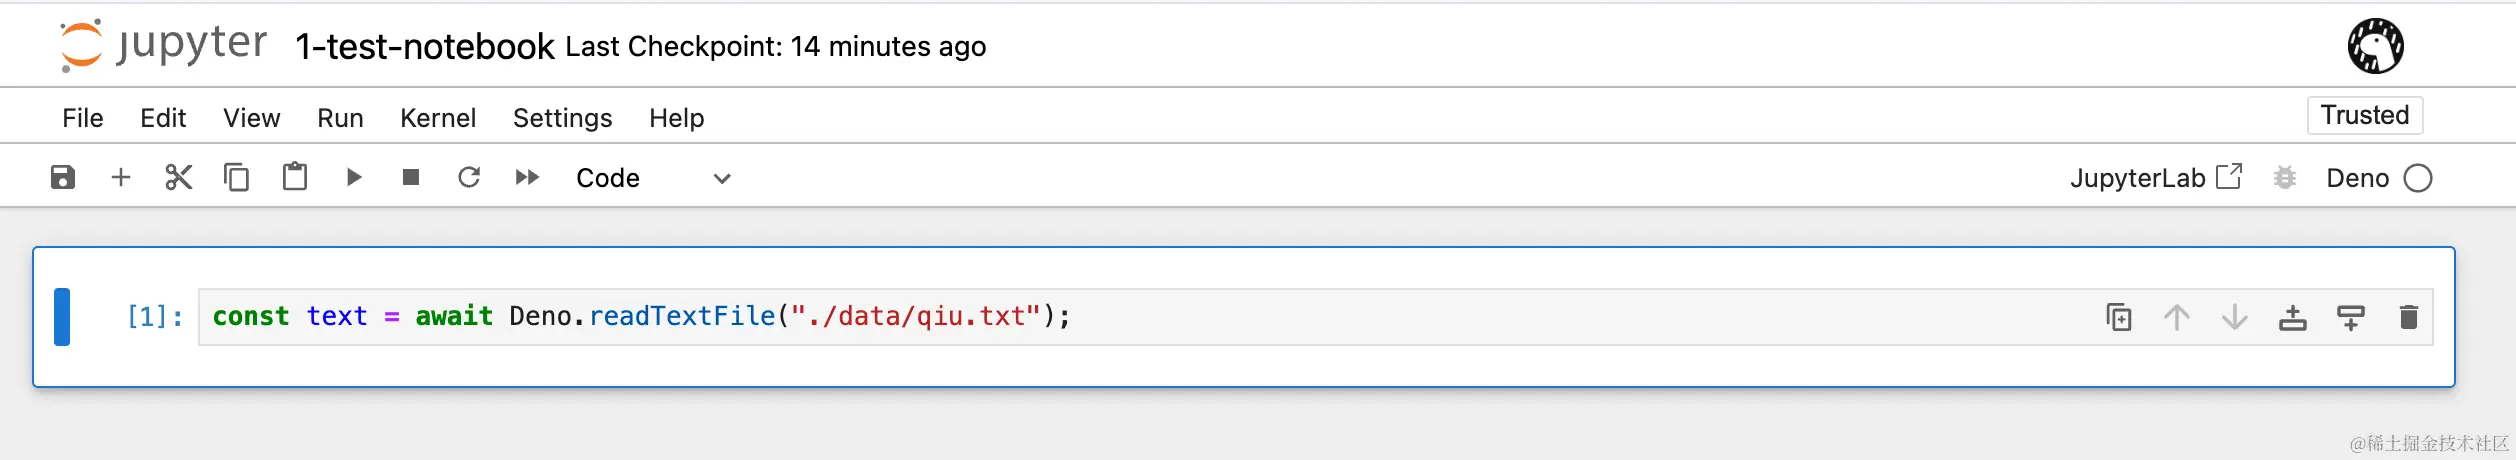 jupyter 1-test-notebook Last Checkpoint: 14 minutes ago
File Edit View Run Kernel Settings Help Trusted
Code JupyterLab Deno
[1]: const text = await Deno.readTextFile("./data/qiu.txt");
@稀土掘金技术社区